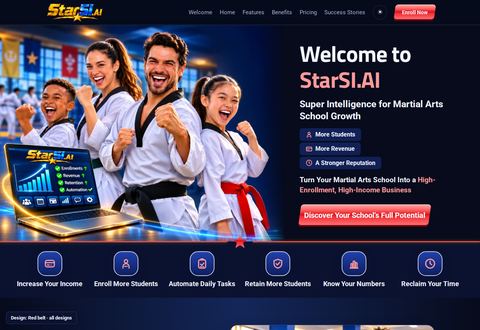 StarSI.AI
Welcome Home Features Benefits Pricing Success Stories Enroll Now
Welcome to
StarSI.AI
Super Intelligence for Martial Arts
School Growth
More Students
More Revenue
A Stronger Reputation
Turn Your Martial Arts School Into a High-
Enrollment, High-Income Business
Discover Your School's Full Potential
StarSI.AI
Enrollments
Revenue
Retention
Automation
Increase Your Income
Enroll More Students
Automate Daily Tasks
Retain More Students
Know Your Numbers
Reclaim Your Time
Design: Red belt · all designs